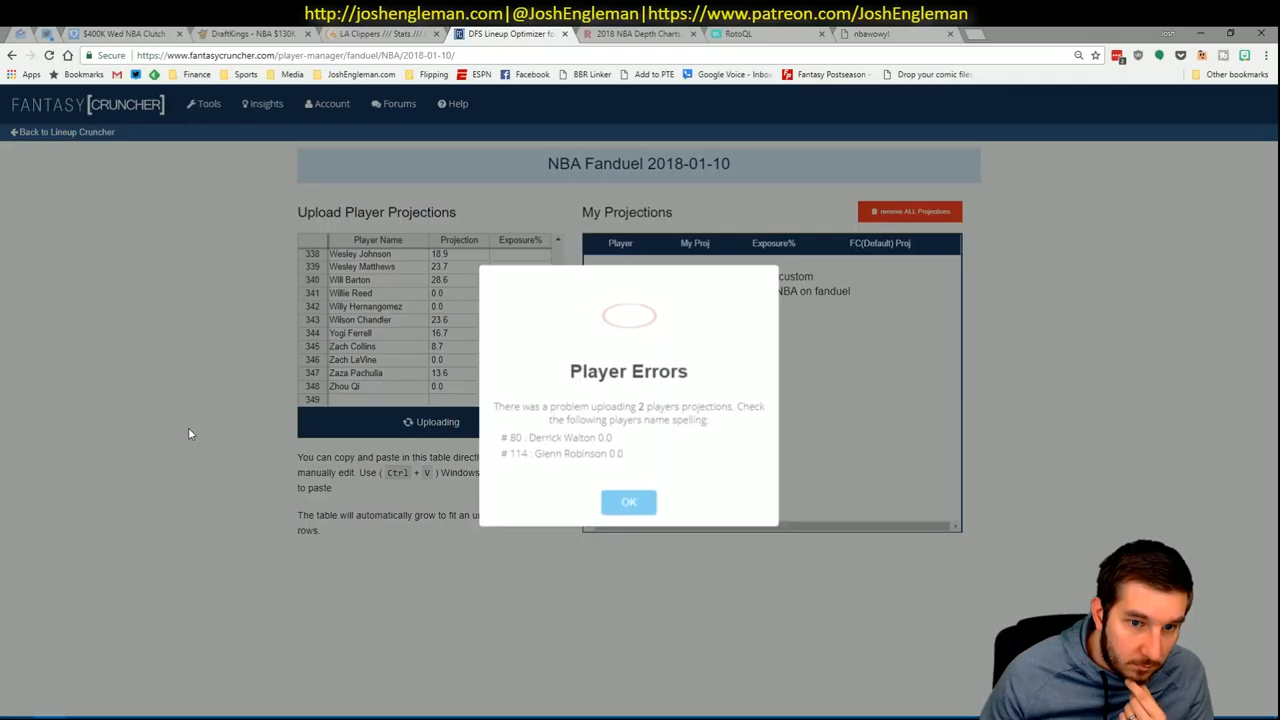 http://joshengleman.com|@JoshEngleman|https://www.patreon.com/JoshEngleman
$400K Wed NBA Clutch
DraftKings - NBA $130K
LA Clippers /// Stats ///
DFS Lineup Optimizer fo
2018 NBA Depth Charts
RotoQL
nbawowy!
Josh
Secure
https://www.fantasycruncher.com/player-manager/fanduel/NBA/2018-01-10/
Apps
Bookmarks
Finance
Sports
Media
JoshEngleman.com
Flipping
ESPN
Facebook
BBR Linker
Add to PTE
Google Voice - Inbo
Fantasy Postseason -
Drop your comic files
Other bookmarks
FANTASY[CRUNCHER]
Tools
Insights
Account
Forums
Help
Back to Lineup Cruncher
NBA Fanduel 2018-01-10
Upload Player Projections
My Projections
remove ALL Projections
Player Name Projection Exposure%
Player My Proj Exposure% FC(Default) Proj
338 Wesley Johnson 18.9
339 Wesley Matthews 23.7
340 Will Barton 28.6
341 Willie Reed 0.0
342 Willy Hernangomez 0.0
343 Wilson Chandler 23.6
344 Yogi Ferrell 16.7
345 Zach Collins 8.7
346 Zach LaVine 0.0
347 Zaza Pachulia 13.6
348 Zhou Qi 0.0
349
custom
NBA on fanduel
Uploading
Player Errors
There was a problem uploading 2 players projections. Check
the following players name spelling:
# 80 . Derrick Walton 0.0
# 114 . Glenn Robinson 0.0
OK
You can copy and paste in this table directl
manually edit. Use ( Ctrl + V ) Windows
to paste
The table will automatically grow to fit an u
rows.